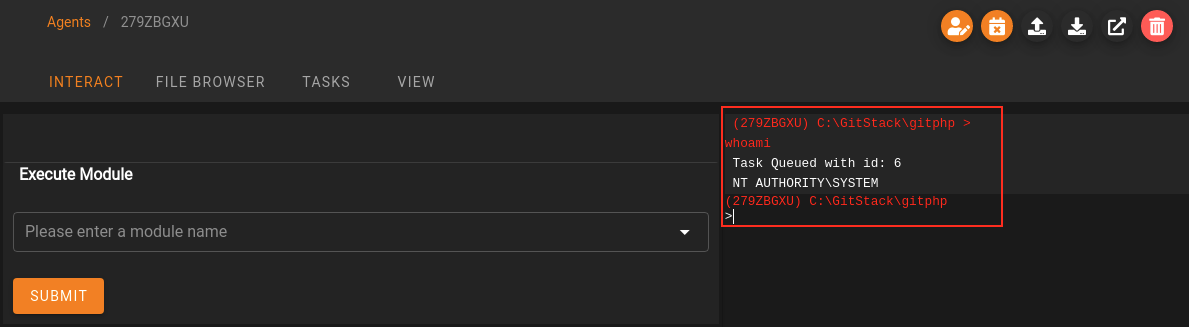 Agents / 279ZBGXU
INTERACT FILE BROWSER TASKS VIEW
Execute Module
Please enter a module name
SUBMIT
(279ZBGXU) C:\GitStack\gitphp >
whoami
Task Queued with id: 6
NT AUTHORITY\SYSTEM
(279ZBGXU) C:\GitStack\gitphp
>